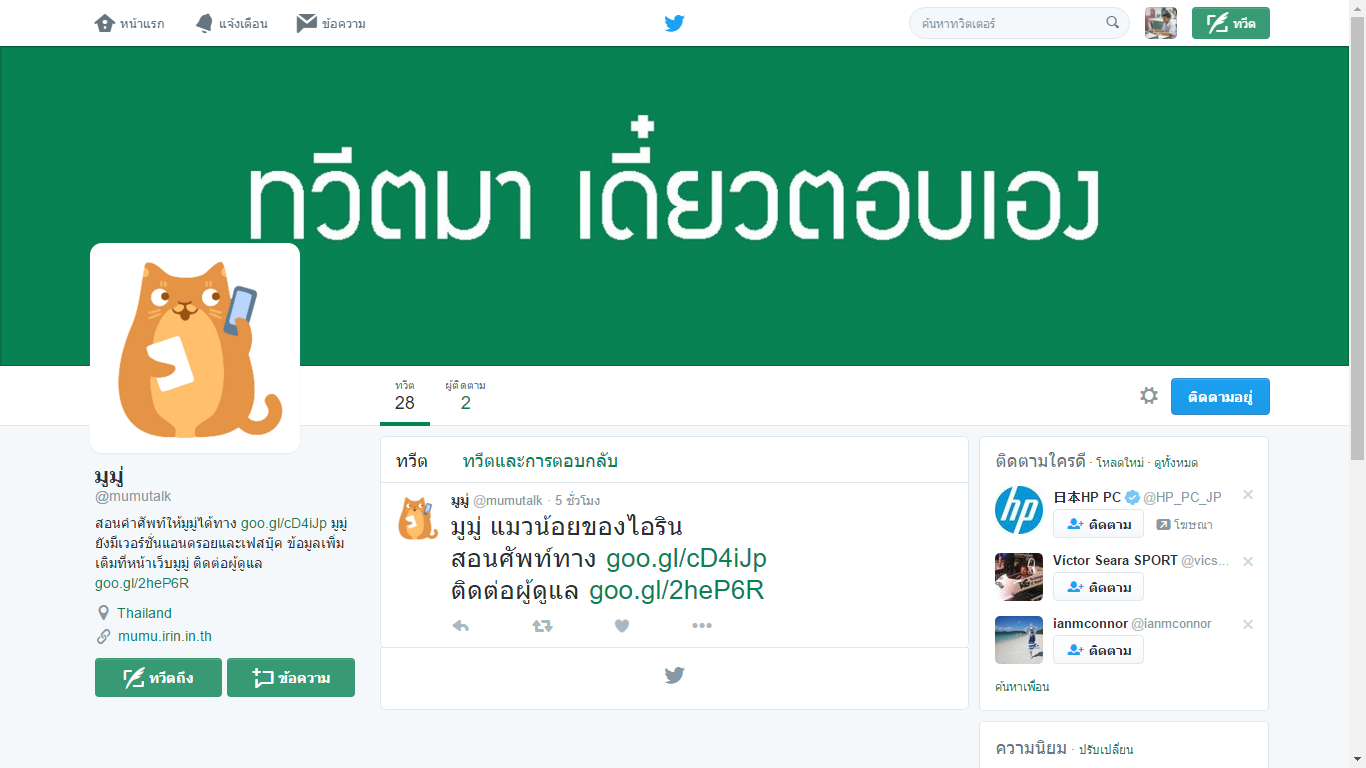 หน้าแรก
แจ้งเตือน
ข้อความ
ค้นหาทวิตเตอร์
ทวีต
ทวีตมา เดี๋ยวตอบเอง
ทวีต
28
ผู้ติดตาม
2
ติดตามอยู่
มูมู่
@mumutalk
สอนคำศัพท์ให้มูมู่ได้ทาง goo.gl/cD4iJp มูมู่
ยังมีเวอร์ชั่นแอนดรอยและเฟสบุ๊ค ข้อมูลเพิ่ม
เติมที่หน้าเว็บมูมู่ ติดต่อผู้ดูแล
goo.gl/2heP6R
Thailand
mumu.irin.in.th
ทวีตถึง
ข้อความ
ทวีต
ทวีตและการตอบกลับ
มูมู่ @mumutalk · 5 ชั่วโมง
มูมู่ แมวน้อยของไอริน
สอนศัพท์ทาง goo.gl/cD4iJp
ติดต่อผู้ดูแล goo.gl/2heP6R
ติดตามใครดี · โหลดใหม่ · ดูทั้งหมด
日本HP PC @HP_PC_JP
hp
ติดตาม
โฆษณา
Víctor Seara SPORT @vics...
ติดตาม
ianmconnor @ianmconnor
ติดตาม
ค้นหาเพื่อน
ความนิยม · ปรับเปลี่ยน